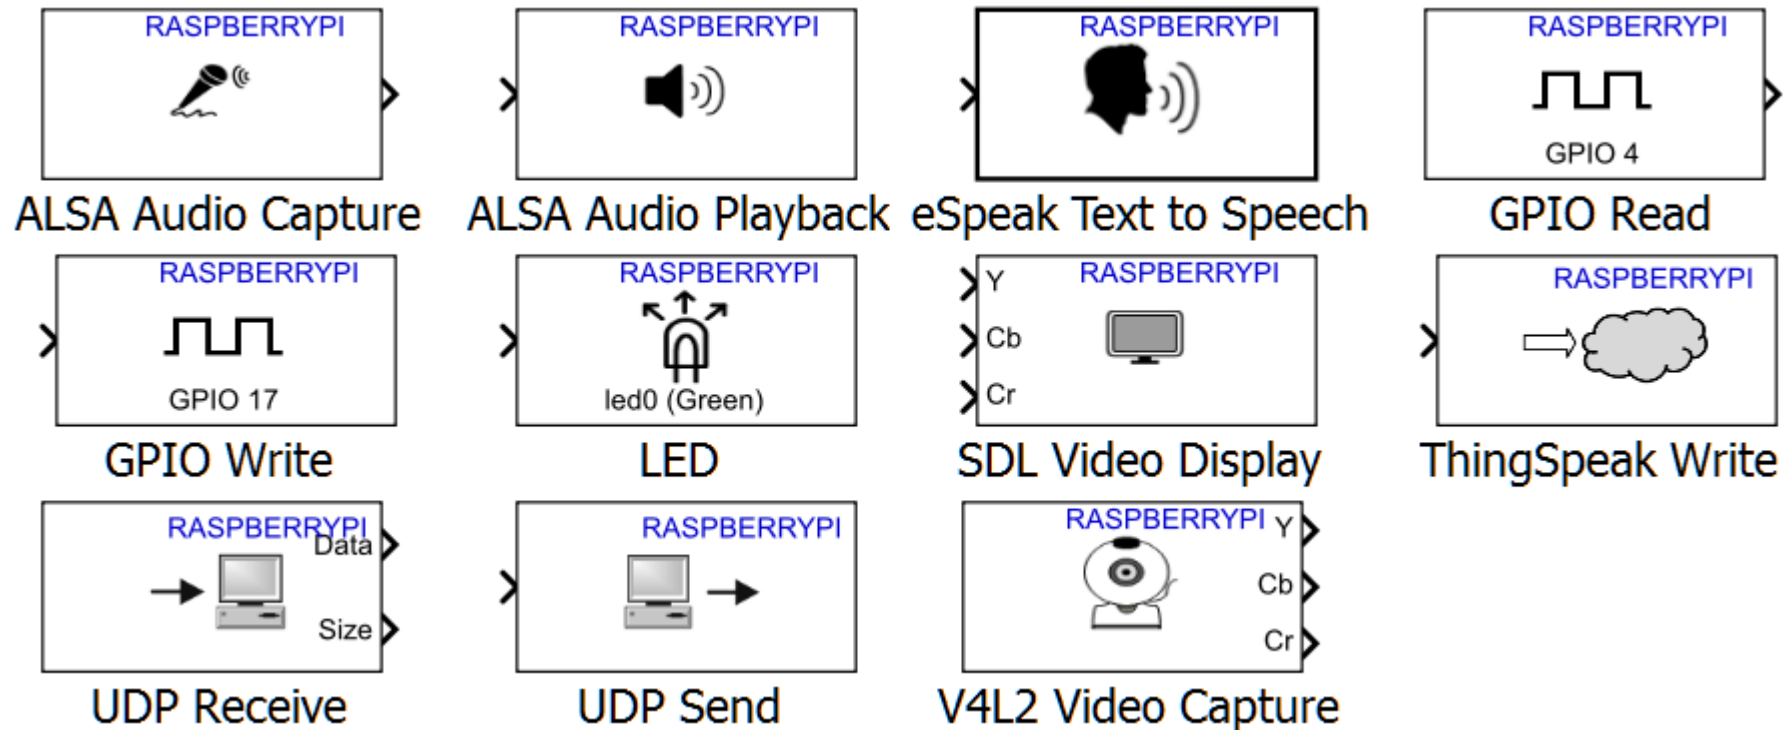 RASPBERRYPI
ALSA Audio Capture
RASPBERRYPI
ALSA Audio Playback
RASPBERRYPI
eSpeak Text to Speech
RASPBERRYPI
GPIO 4
GPIO Read
RASPBERRYPI
GPIO 17
GPIO Write
RASPBERRYPI
led0 (Green)
LED
RASPBERRYPI
Y
Cb
Cr
SDL Video Display
RASPBERRYPI
ThingSpeak Write
RASPBERRYPI
Data
Size
UDP Receive
RASPBERRYPI
UDP Send
RASPBERRYPI
Y
Cb
Cr
V4L2 Video Capture